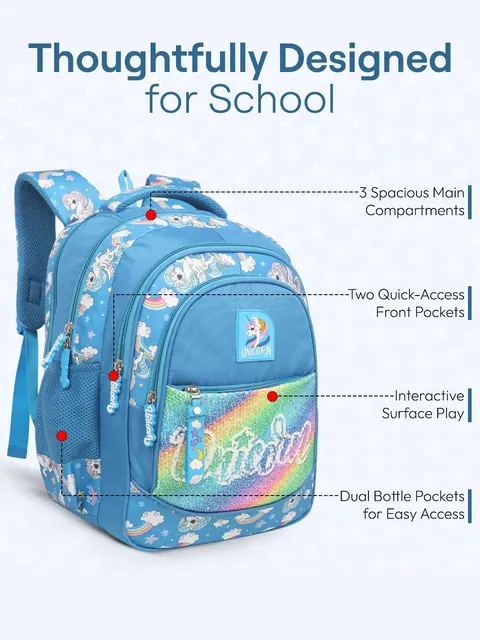 Thoughtfully Designed
for School
3 Spacious Main
Compartments
Two Quick-Access
Front Pockets
UNICORN
Interactive
Surface Play
Unicorn
Dual Bottle Pockets
for Easy Access